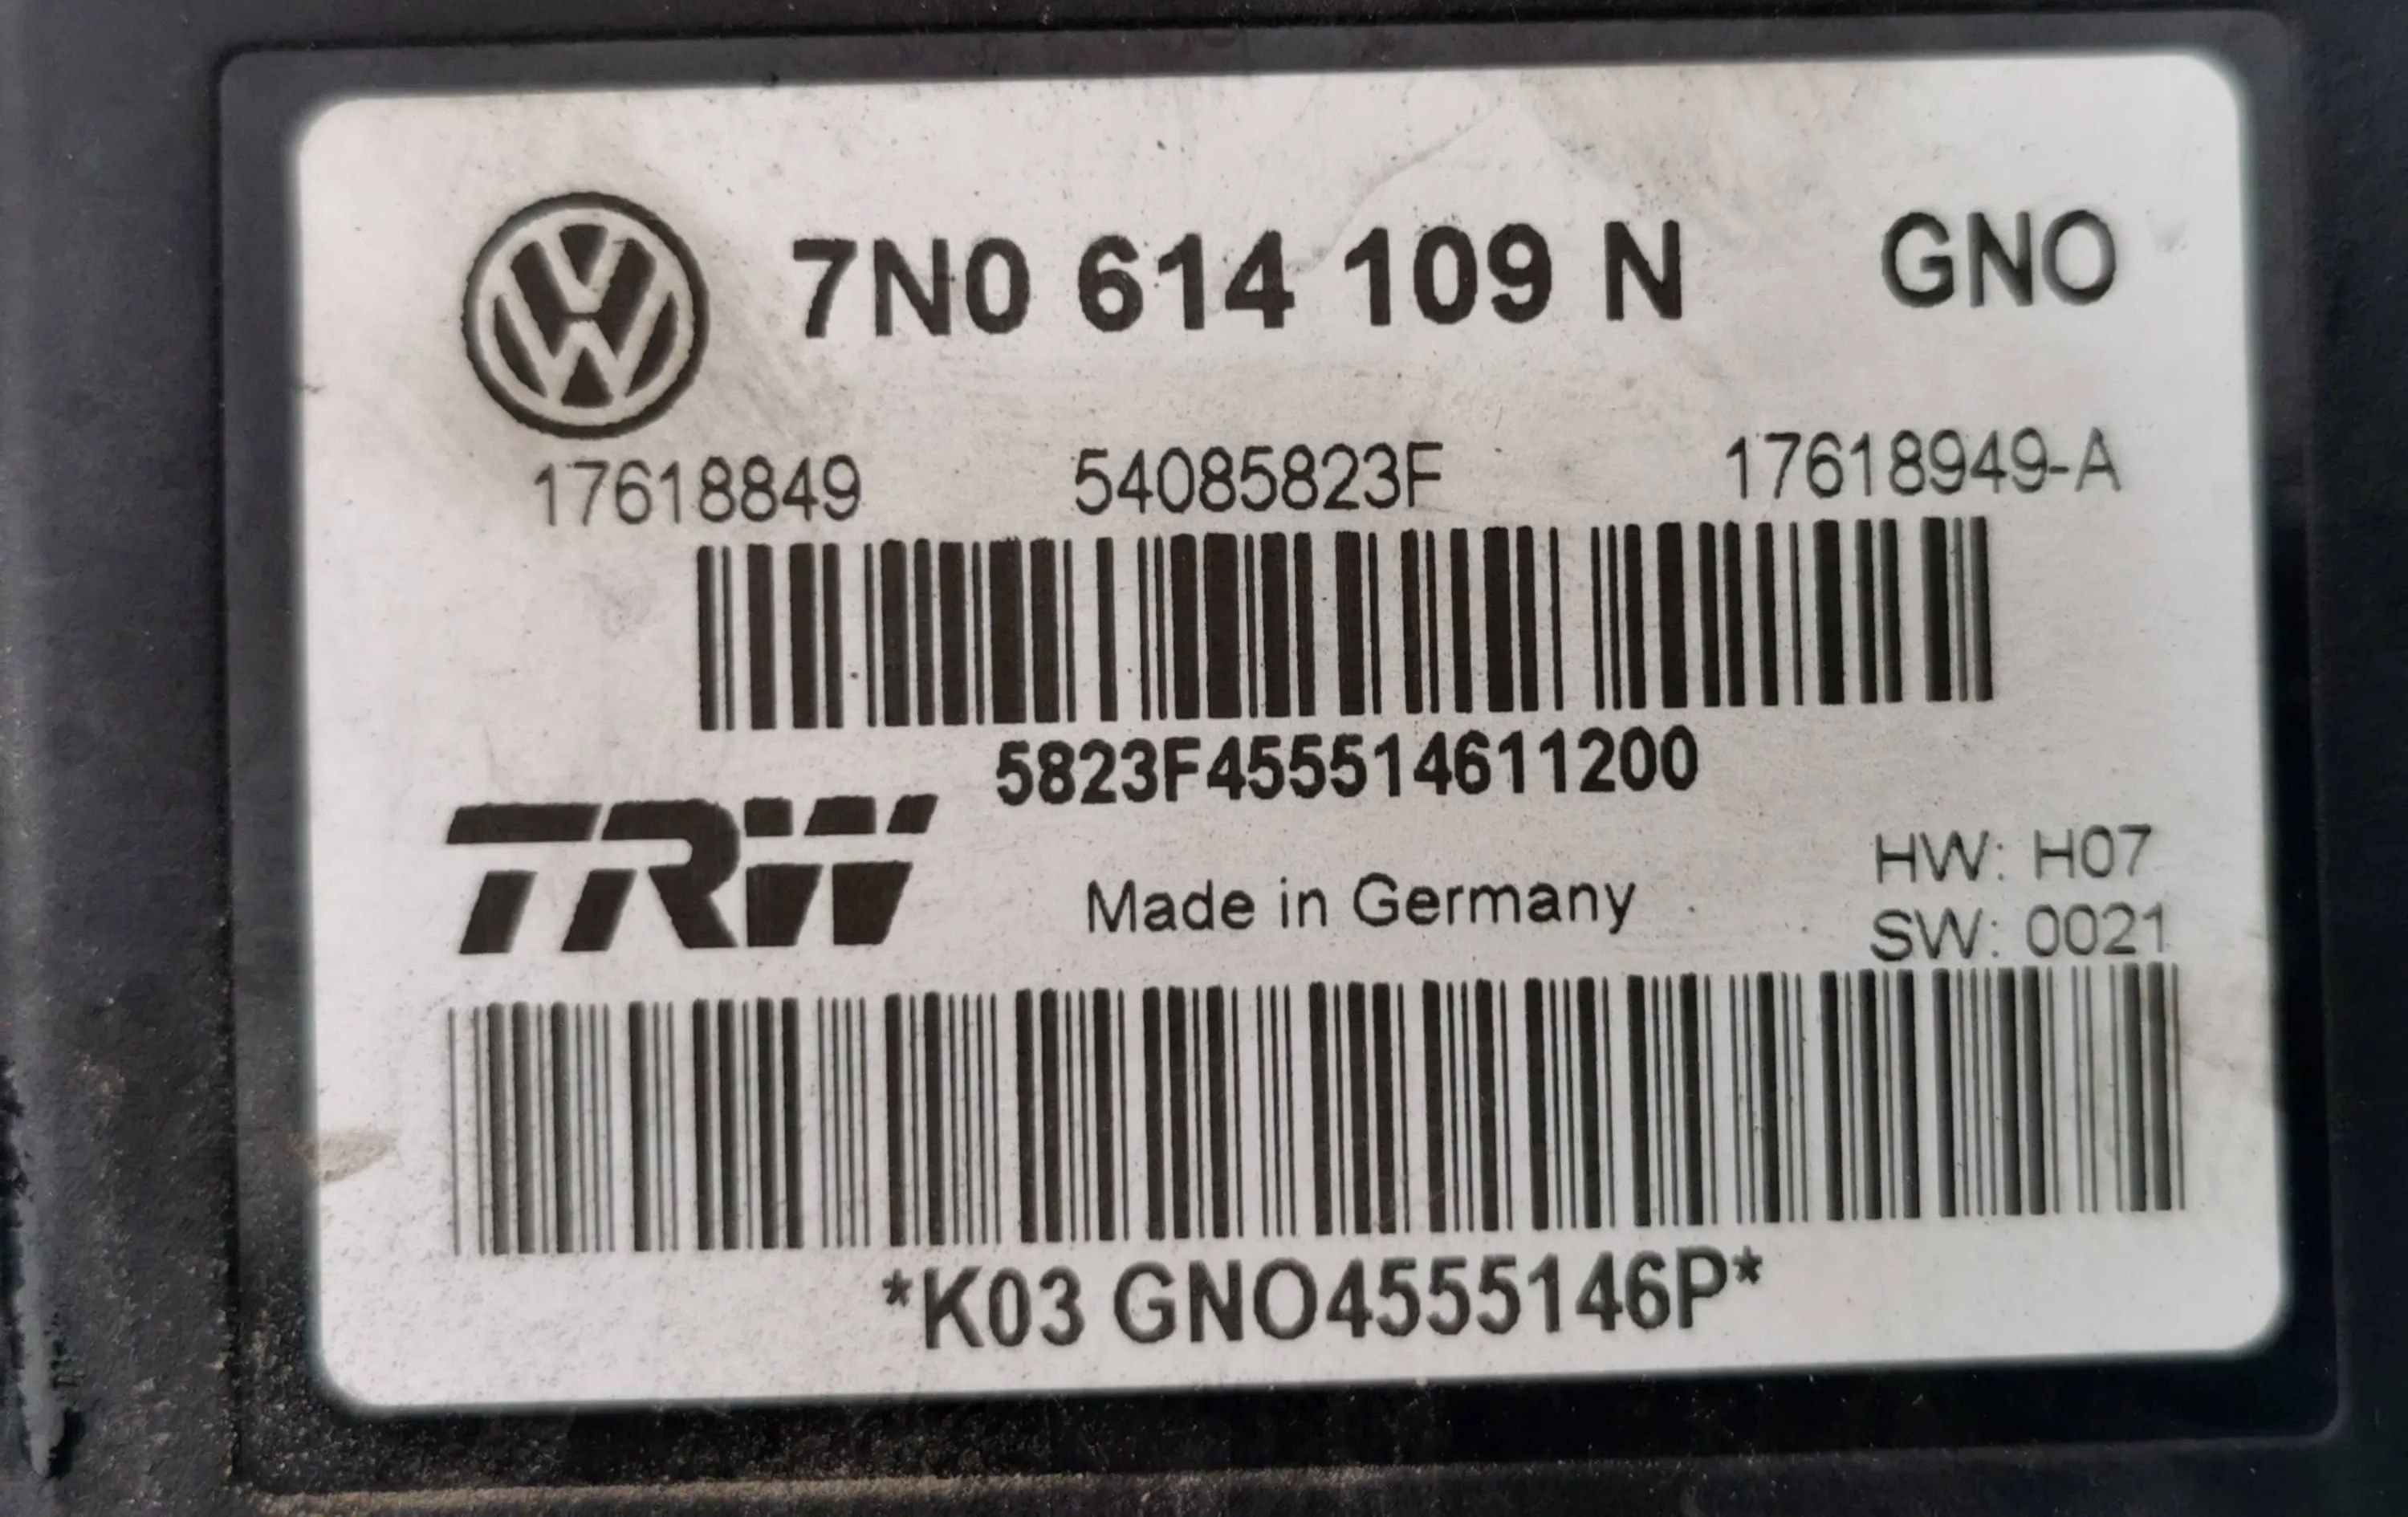 7N0 614 109 N GNO
17618849 54085823F 17618949-A
5823F455514611200
TRW
Made in Germany
HW: H07
SW: 0021
*K03 GNO4555146P*